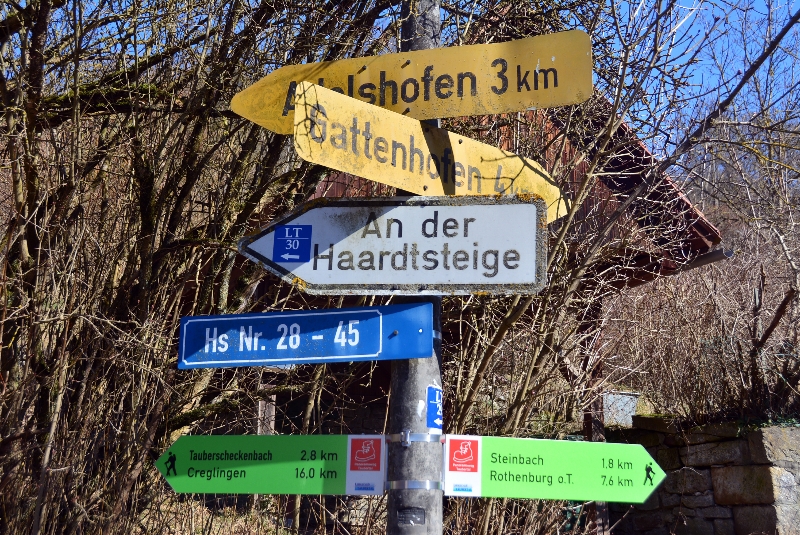 Adelshofen 3 km
Gattenhofen 4
An der
Haardtsteige
LT
30
Hs Nr. 28 - 45
Tauberscheckenbach 2.8 km
Creglingen 16.0 km
Steinbach 1.8 km
Rothenburg o.T. 7.6 km